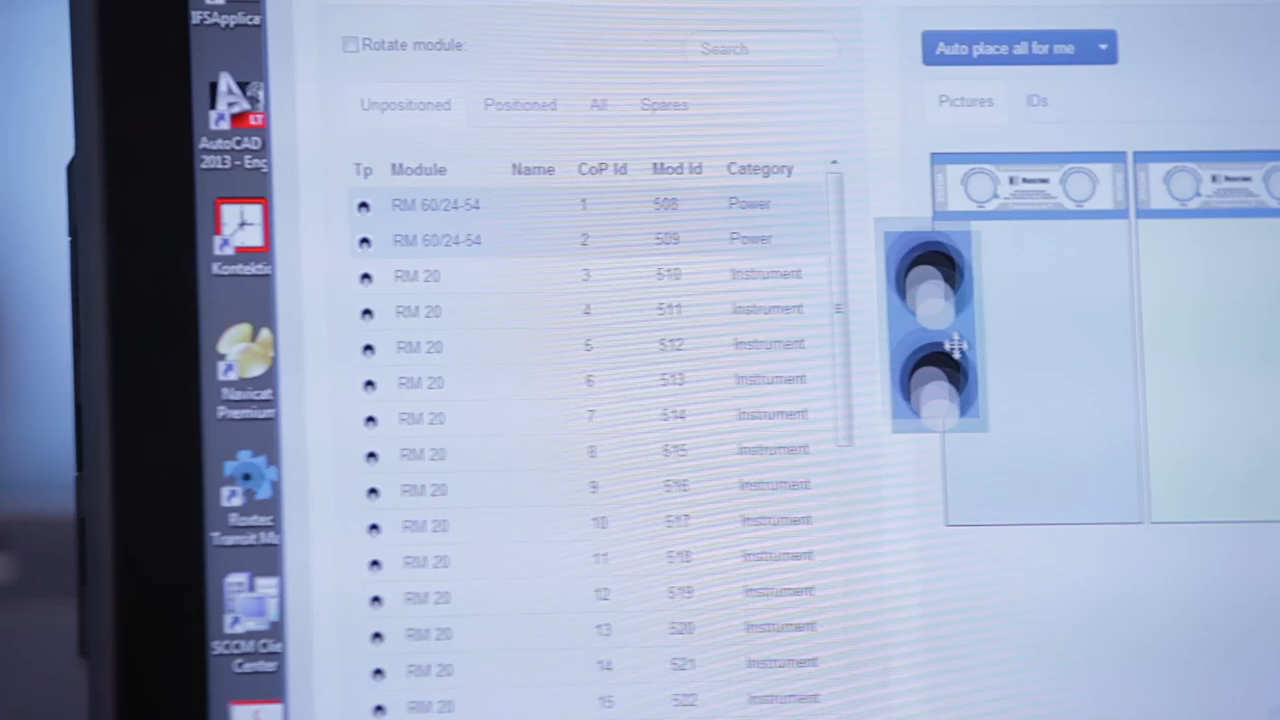 IFSApplica
Rotate module:
Search
Auto place all for me
Unpositioned Positioned All Spares
Pictures IDs
AutoCAD
2013 - Eng
LT
Tp Module Name CoP Id Mod Id Category
RM 60/24-54 1 508 Power
RM 60/24-54 2 509 Power
RM 20 3 510 Instrument
RM 20 4 511 Instrument
RM 20 5 512 Instrument
RM 20 6 513 Instrument
RM 20 7 514 Instrument
RM 20 8 515 Instrument
RM 20 9 516 Instrument
RM 20 10 517 Instrument
RM 20 11 518 Instrument
RM 20 12 519 Instrument
RM 20 13 520 Instrument
RM 20 14 521 Instrument
RM 20 15 522 Instrument
Kontektic
Navicat
Premium
Roxtec
Transit Ma
SCCM Clie
Center